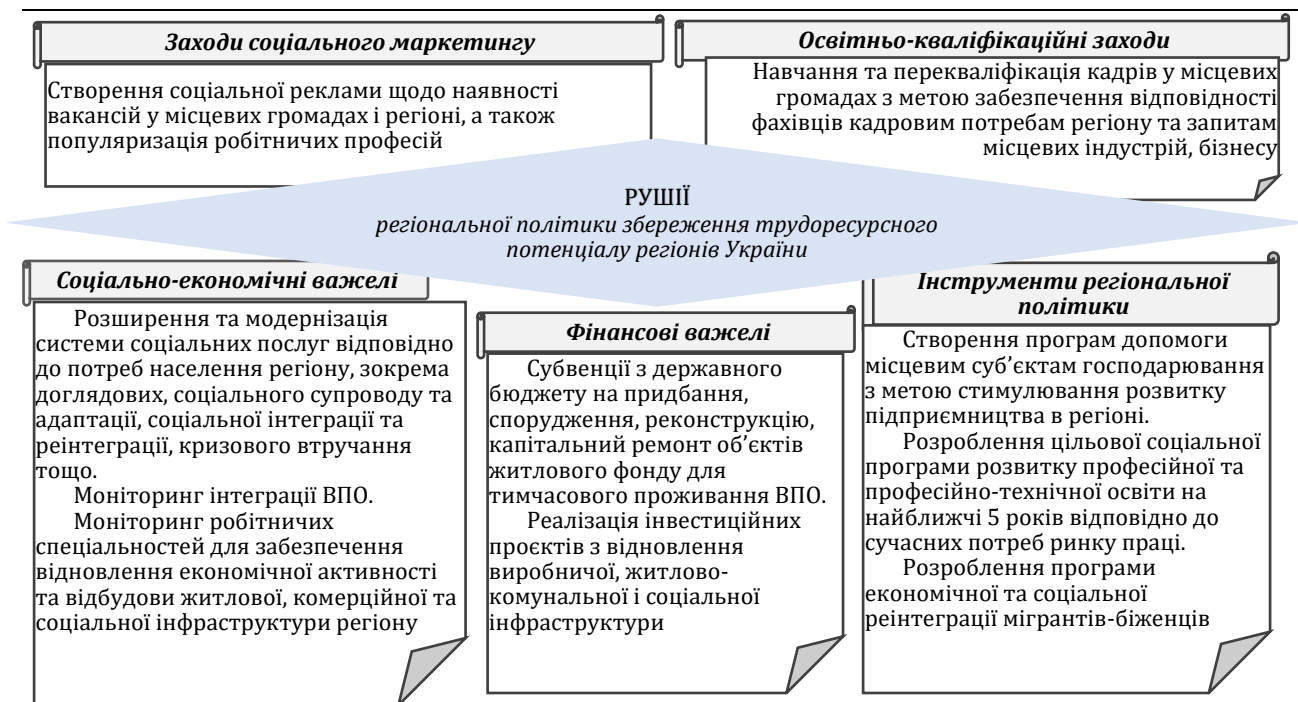 Заходи соціального маркетингу
Створення соціальної реклами щодо наявності
вакансій у місцевих громадах і регіоні, а також
популяризація робітничих професій
Освітньо-кваліфікаційні заходи
Навчання та перекваліфікація кадрів у місцевих
громадах з метою забезпечення відповідності
фахівців кадровим потребам регіону та запитам
місцевих індустрій, бізнесу
РУШІЇ
регіональної політики збереження трудоресурсного
потенціалу регіонів України
Соціально-економічні важелі
Розширення та модернізація
системи соціальних послуг відповідно
до потреб населення регіону, зокрема
доглядових, соціального супроводу та
адаптації, соціальної інтеграції та
реінтеграції, кризового втручання
тощо.
Моніторинг інтеграції ВПО.
Моніторинг робітничих
спеціальностей для забезпечення
відновлення економічної активності
та відбудови житлової, комерційної та
соціальної інфраструктури регіону
Фінансові важелі
Субвенції з державного
бюджету на придбання,
спорудження, реконструкцію,
капітальний ремонт об’єктів
житлового фонду для
тимчасового проживання ВПО.
Реалізація інвестиційних
проєктів з відновлення
виробничої, житлово-
комунальної і соціальної
інфраструктури
Інструменти регіональної
політики
Створення програм допомоги
місцевим суб’єктам господарювання
з метою стимулювання розвитку
підприємництва в регіоні.
Розроблення цільової соціальної
програми розвитку професійної та
професійно-технічної освіти на
найближчі 5 років відповідно до
сучасних потреб ринку праці.
Розроблення програми
економічної та соціальної
реінтеграції мігрантів-біженців